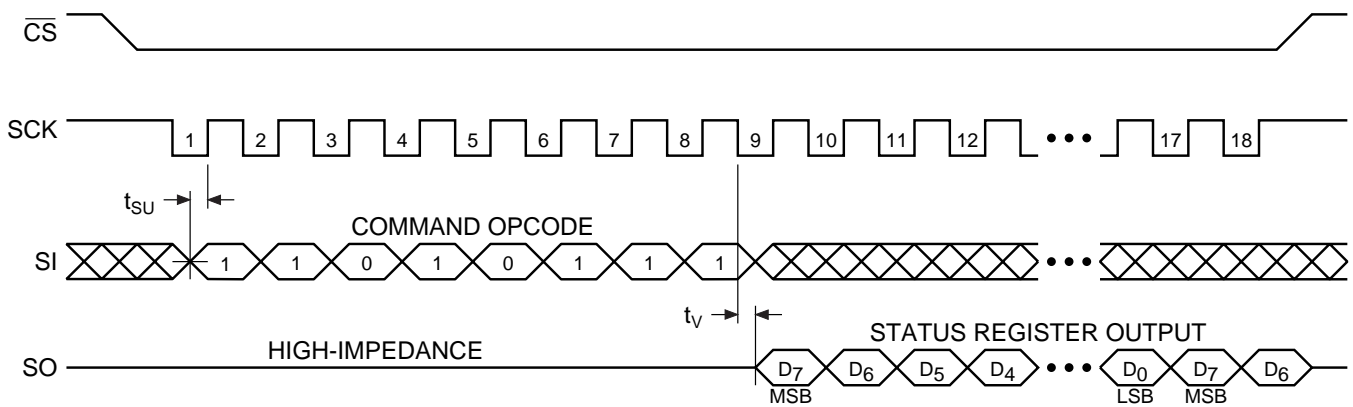 CS
SCK 1 2 3 4 5 6 7 8 9 10 11 12 • • • 17 18
tSU
COMMAND OPCODE
SI 1 1 0 1 0 1 1 1 • • •
tV
HIGH-IMPEDANCE STATUS REGISTER OUTPUT
SO D7 D6 D5 D4 • • • D0 D7 D6
MSB LSB MSB